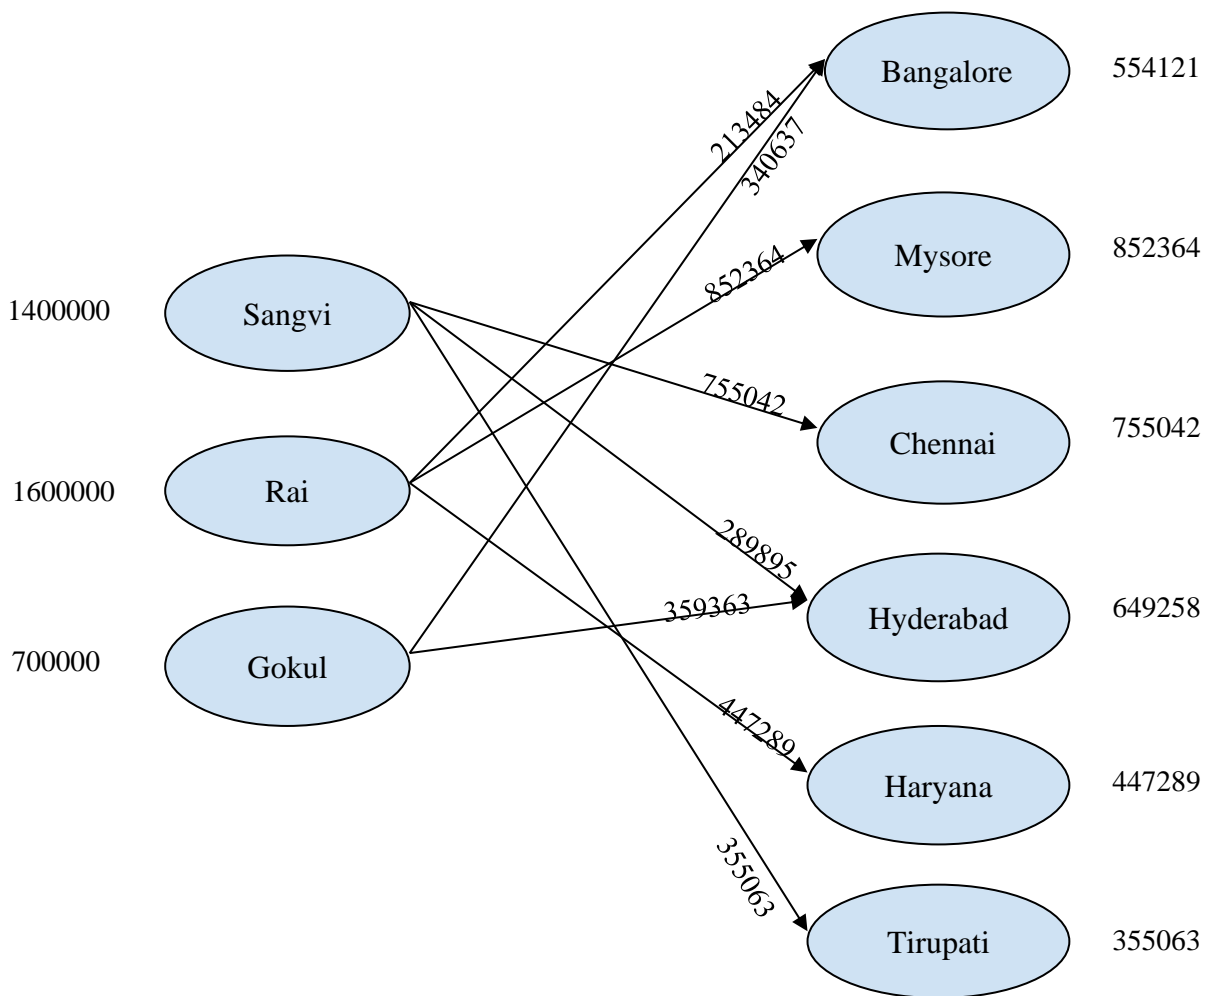 Bangalore
554121
213484
340637
Mysore
852364
852364
1400000
Sangvi
755042
Chennai
755042
1600000
Rai
289895
Hyderabad
649258
359363
700000
Gokul
447289
Haryana
447289
355063
Tirupati
355063